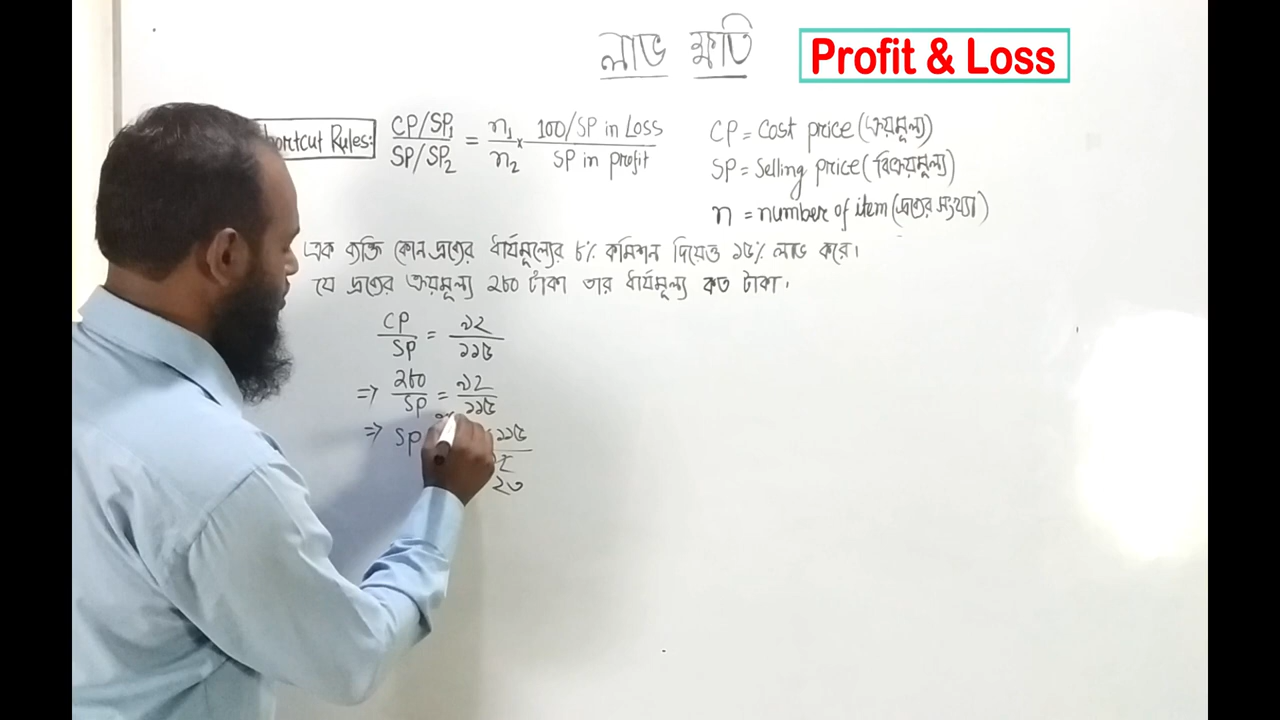 লাভ ক্ষতি
Profit & Loss
Rules: CP/SP₁ / SP/SP₂ = n₁/n₂ × 100/SP in Loss / SP in profit
CP = Cost price (ক্রয়মূল্য)
SP = Selling price (বিক্রয়মূল্য)
n = number of item (দ্রব্যের সংখ্যা)
এক ব্যক্তি কোন দ্রব্যের ধার্যমূল্যের ৮% কমিশন দিয়েও ১৫% লাভ করে।
যে দ্রব্যের ক্রয়মূল্য ২৮০ টাকা তার ধার্যমূল্য কত টাকা।
CP/SP = ৯২/১১৫
⇒ ২৮০/SP = ৯২/১১৫
⇒ SP ১১৫
২৩